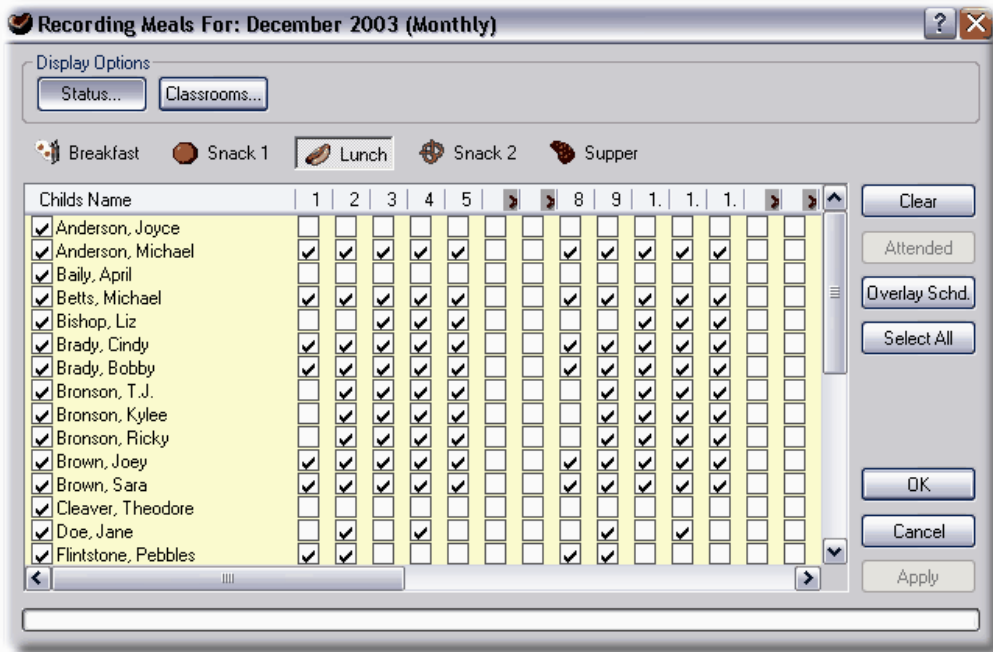 Recording Meals For: December 2003 (Monthly)
Display Options
Status... Classrooms...
Breakfast Snack 1 Lunch Snack 2 Supper
Childs Name 1 2 3 4 5 8 9 1. 1. 1.
Clear
Anderson, Joyce
Anderson, Michael
Attended
Baily, April
Betts, Michael
Overlay Schd.
Bishop, Liz
Brady, Cindy
Select All
Brady, Bobby
Bronson, T.J.
Bronson, Kylee
Bronson, Ricky
Brown, Joey
Brown, Sara
OK
Cleaver, Theodore
Doe, Jane
Cancel
Flintstone, Pebbles
Apply